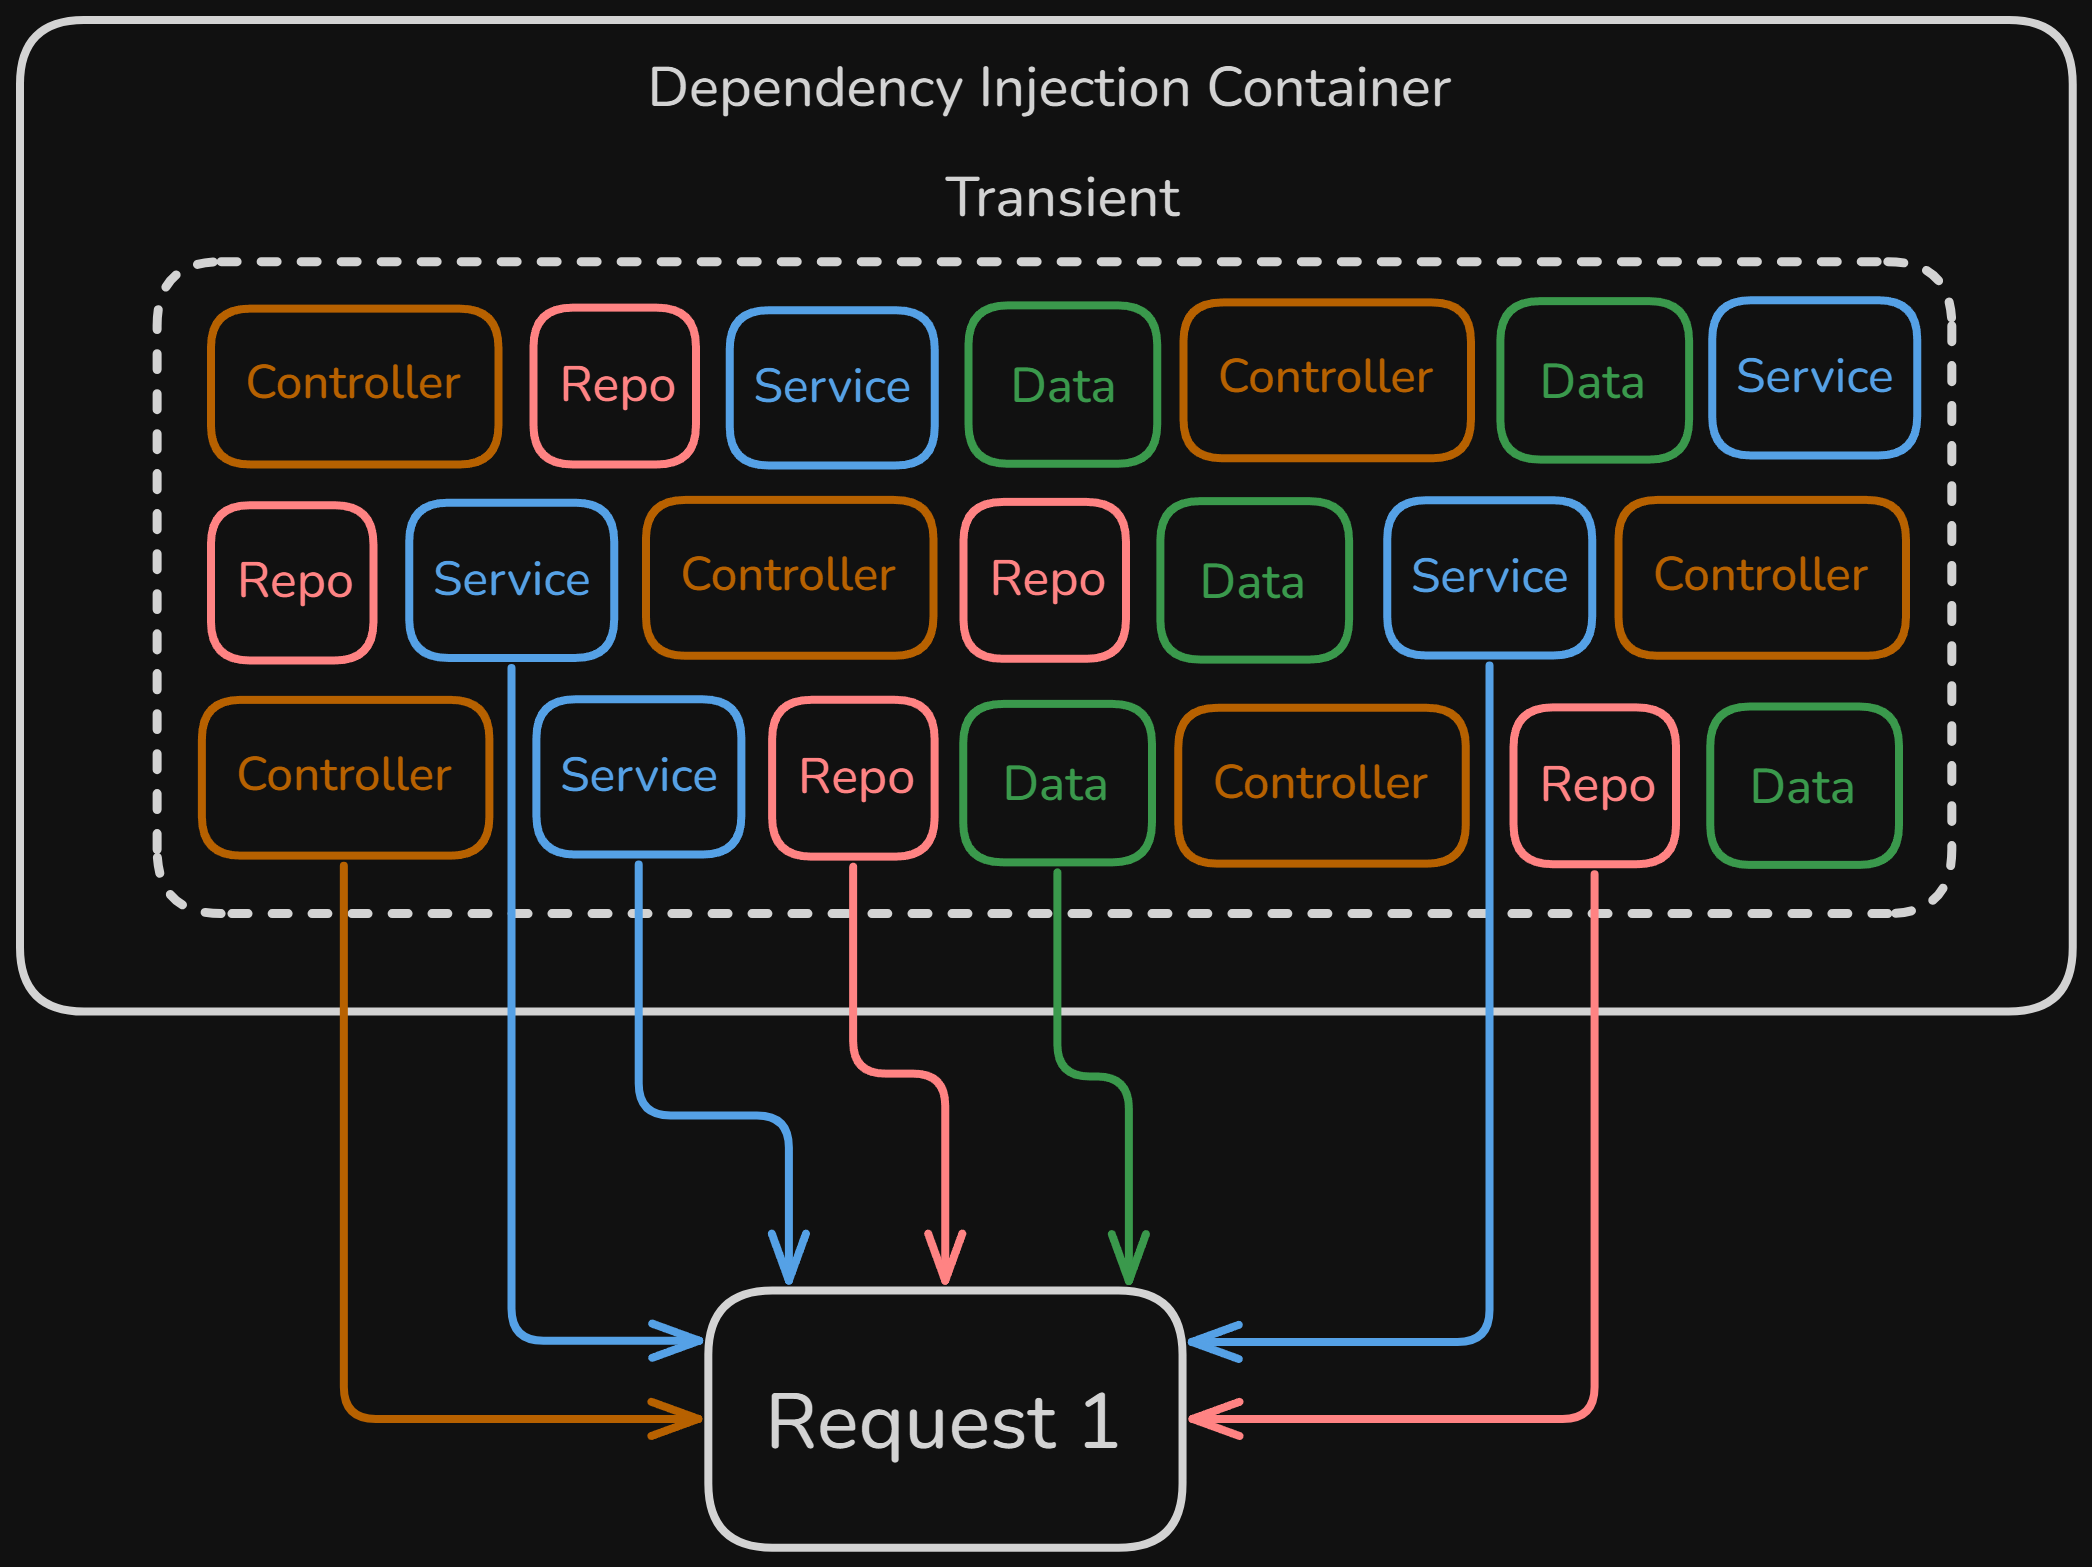 Dependency Injection Container
Transient
Controller Repo Service Data Controller Data Service
Repo Service Controller Repo Data Service Controller
Controller Service Repo Data Controller Repo Data
Request 1